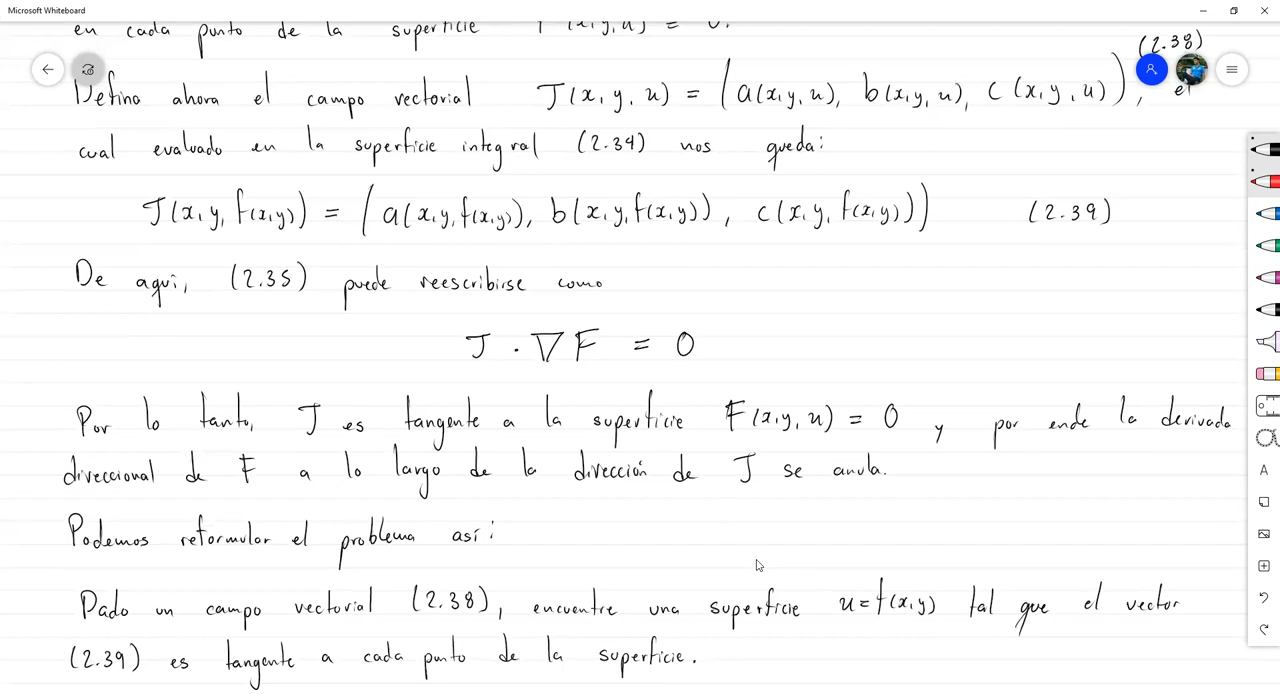 Microsoft Whiteboard
en cada punto de la superficie F(x,y,u) = 0.
(2.38)
Defina ahora el campo vectorial J(x,y,u) = (a(x,y,u), b(x,y,u), c(x,y,u)), el
cual evaluado en la superficie integral (2.34) nos queda:
J(x,y,f(x,y)) = (a(x,y,f(x,y)), b(x,y,f(x,y)), c(x,y,f(x,y))) (2.39)
De aquí, (2.35) puede reescribirse como
J · ∇F = 0
Por lo tanto, J es tangente a la superficie F(x,y,u) = 0 y por ende la derivada
direccional de F a lo largo de la dirección de J se anula.
Podemos reformular el problema así:
Dado un campo vectorial (2.38), encuentre una superficie u=f(x,y) tal que el vector
(2.39) es tangente a cada punto de la superficie.
A